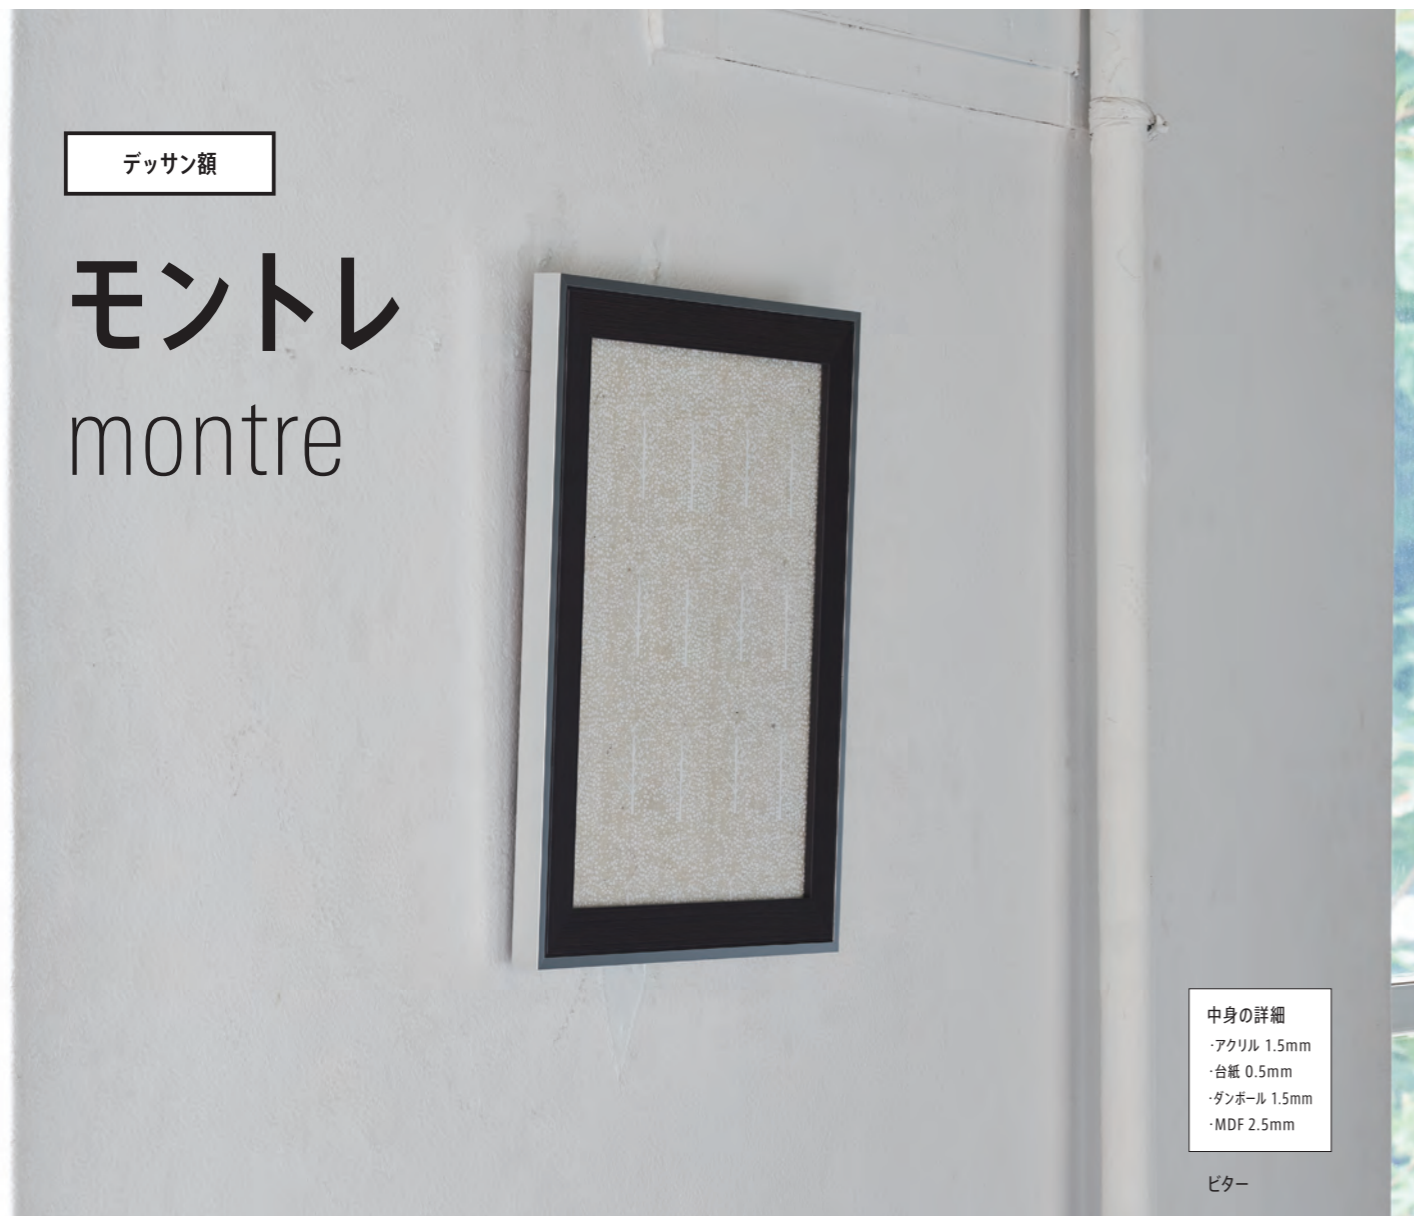 デッサン額
モントレ
montre
中身の詳細
·アクリル 1.5mm
·台紙 0.5mm
·ダンボール 1.5mm
·MDF 2.5mm
ビター